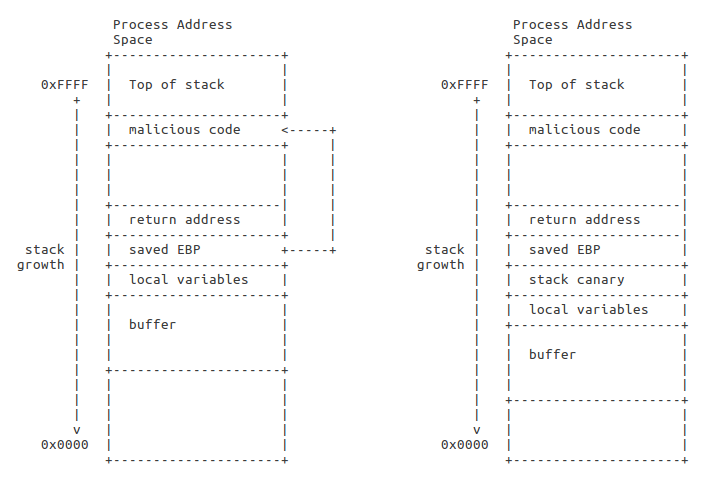 Process Address
Space
0xFFFF
Top of stack
malicious code
return address
saved EBP
stack
growth
local variables
buffer
0x0000
Process Address
Space
0xFFFF
Top of stack
malicious code
return address
saved EBP
stack
growth
stack canary
local variables
buffer
0x0000